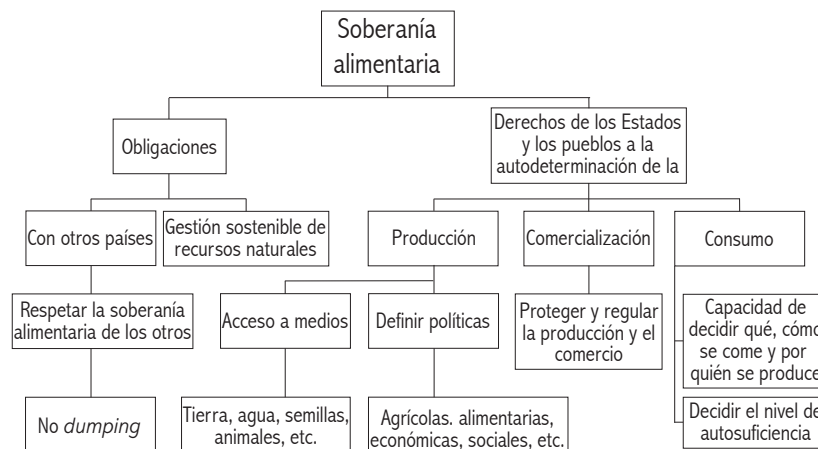 Soberanía
alimentaria
Obligaciones
Derechos de los Estados
y los pueblos a la
autodeterminación de la
Con otros países
Gestión sostenible de
recursos naturales
Producción
Comercialización
Consumo
Respetar la soberanía
alimentaria de los otros
Acceso a medios
Definir políticas
Proteger y regular
la producción y el
comercio
Capacidad de
decidir qué, cómo
se come y por
quién se produce
No dumping
Tierra, agua, semillas,
animales, etc.
Agrícolas. alimentarias,
económicas, sociales, etc.
Decidir el nivel de
autosuficiencia